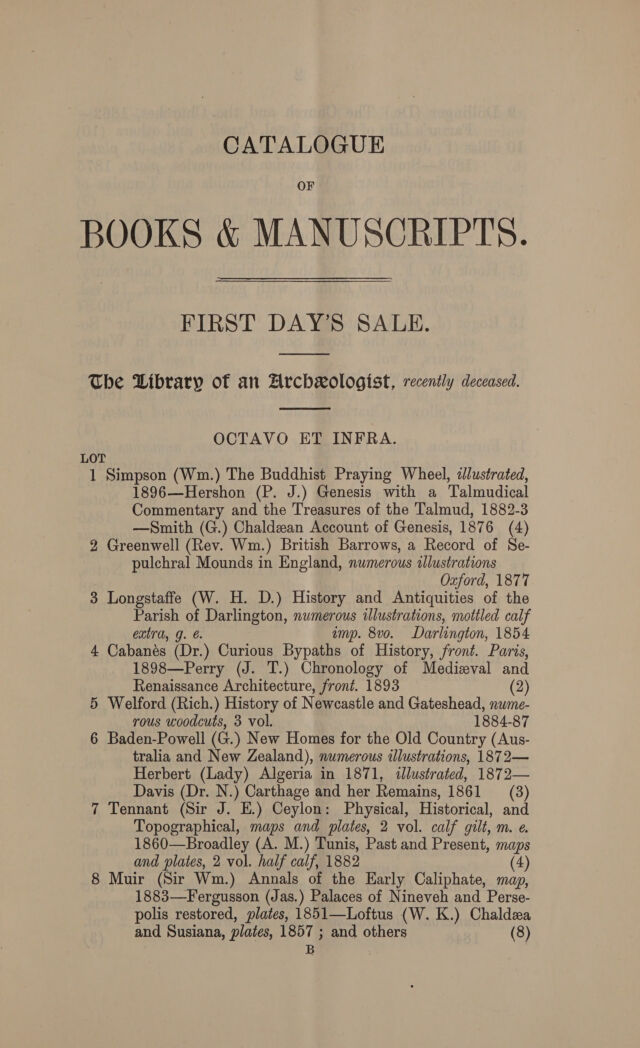 CATALOGUE
OF
BOOKS & MANUSCRIPTS.
FIRST DAY'S SALE.
The Library of an Archæologist, recently deceased.
OCTAVO ET INFRA.
LOT
1 Simpson (Wm.) The Buddhist Praying Wheel, illustrated,
1896—Hershon (P. J.) Genesis with a Talmudical
Commentary and the Treasures of the Talmud, 1882-3
—Smith (G.) Chaldæan Account of Genesis, 1876 (4)
2 Greenwell (Rev. Wm.) British Barrows, a Record of Se-
pulchral Mounds in England, numerous illustrations
Oxford, 1877
3 Longstaffe (W. H. D.) History and Antiquities of the
Parish of Darlington, numerous illustrations, mottled calf
extra, g. e. imp. 8vo. Darlington, 1854
4 Cabanès (Dr.) Curious Bypaths of History, front. Paris,
1898—Perry (J. T.) Chronology of Mediæval and
Renaissance Architecture, front. 1893 (2)
5 Welford (Rich.) History of Newcastle and Gateshead, nume-
rous woodcuts, 3 vol. 1884-87
6 Baden-Powell (G.) New Homes for the Old Country (Aus-
tralia and New Zealand), numerous illustrations, 1872—
Herbert (Lady) Algeria in 1871, illustrated, 1872—
Davis (Dr. N.) Carthage and her Remains, 1861 (3)
7 Tennant (Sir J. E.) Ceylon: Physical, Historical, and
Topographical, maps and plates, 2 vol. calf gilt, m. e.
1860—Broadley (A. M.) Tunis, Past and Present, maps
and plates, 2 vol. half calf, 1882 (4)
8 Muir (Sir Wm.) Annals of the Early Caliphate, map,
1883—Fergusson (Jas.) Palaces of Nineveh and Perse-
polis restored, plates, 1851—Loftus (W. K.) Chaldæa
and Susiana, plates, 1857 ; and others (8)
B